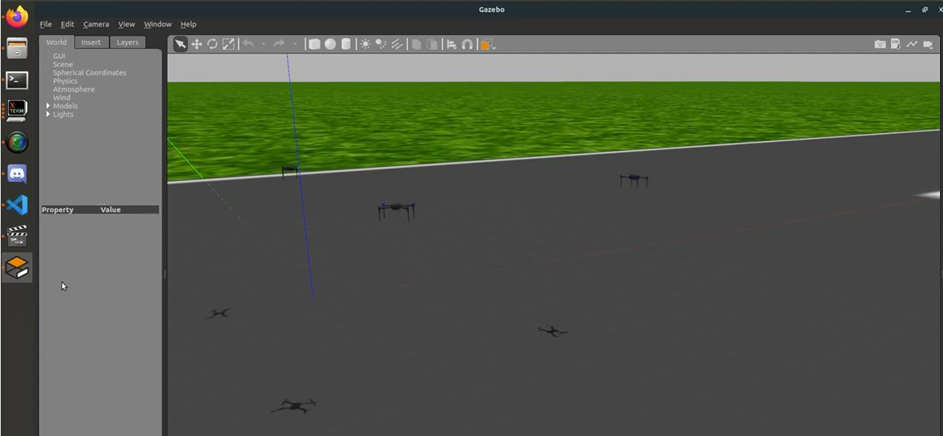 Gazebo
File Edit Camera View Window Help
World Insert Layers
GUI
Scene
Spherical Coordinates
Physics
Atmosphere
Wind
Models
Lights
Property Value